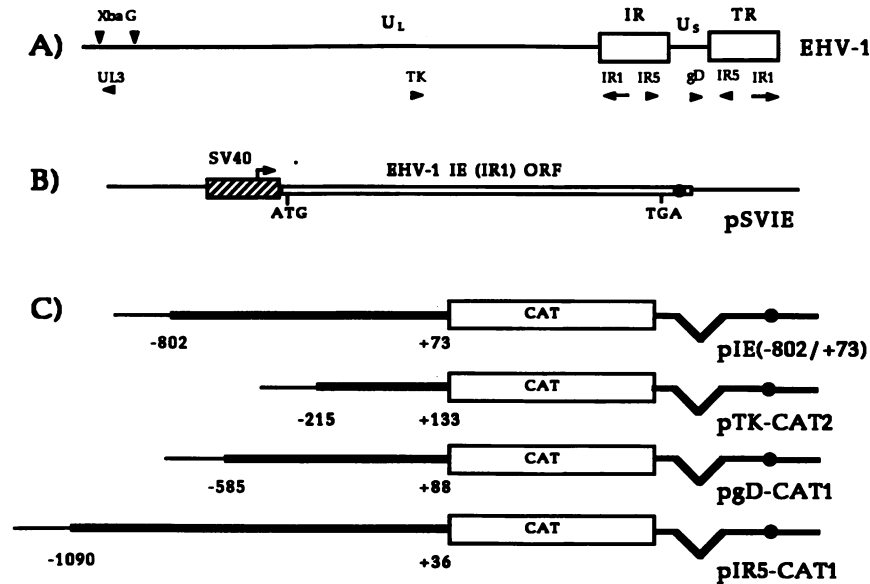 A) XbaG U_L IR U_S TR EHV-1
UL3 TK IR1 IR5 gD IR5 IR1
B) SV40 EHV-1 IE (IR1) ORF
ATG TGA pSVIE
C) CAT
-802 +73 pIE(-802/+73)
CAT
-215 +133 pTK-CAT2
CAT
-585 +88 pgD-CAT1
CAT
-1090 +36 pIR5-CAT1